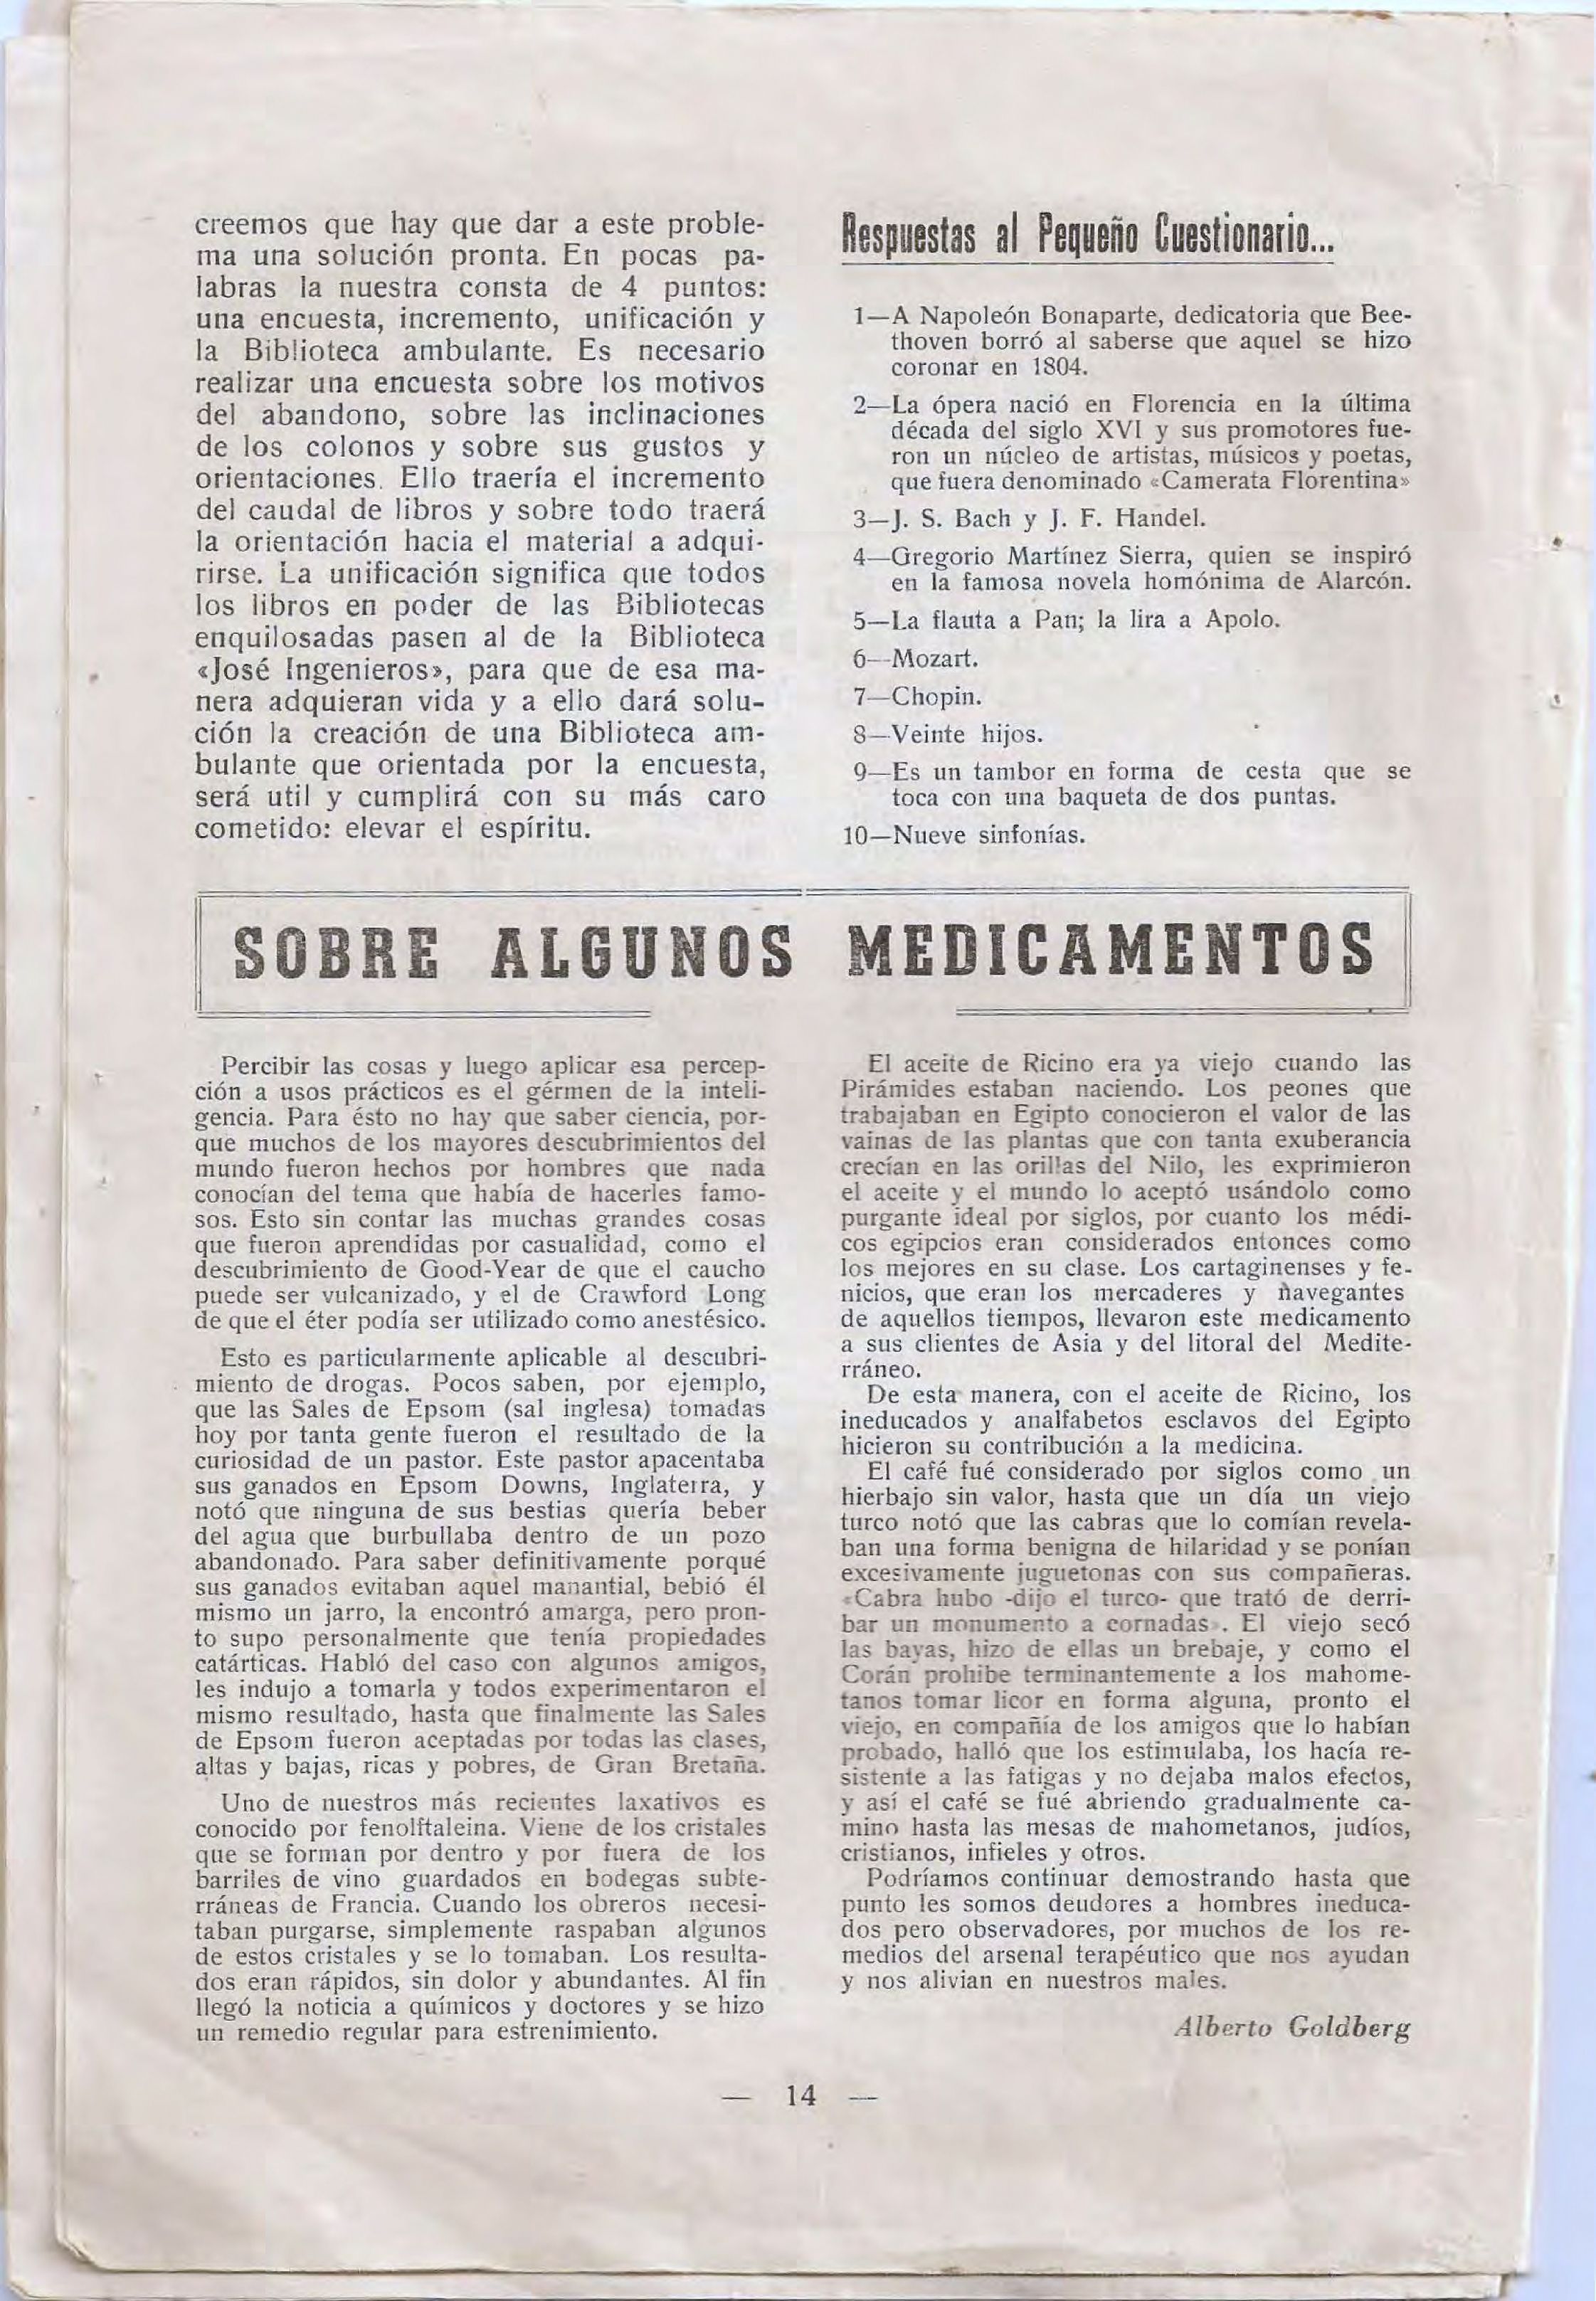 creemos que hay que dar a este proble-
ma una solución pronta. En pocas pa-
labras la nuestra consta de 4 puntos:
una encuesta, incremento, unificación y
la Biblioteca ambulante. Es necesario
realizar una encuesta sobre los motivos
del abandono, sobre las inclinaciones
de los colonos y sobre sus gustos y
orientaciones. Ello traería el incremento
del caudal de libros y sobre todo traerá
la orientación hacia el material a adqui-
rirse. La unificación significa que todos
los libros en poder de las Bibliotecas
enquilosadas pasen al de la Biblioteca
«José Ingenieros», para que de esa ma-
nera adquieran vida y a ello dará solu-
ción la creación de una Biblioteca am-
bulante que orientada por la encuesta,
será util y cumplirá con su más caro
cometido: elevar el espíritu.
Respuestas al Pequeño Cuestionario...
1—A Napoleón Bonaparte, dedicatoria que Bee-
thoven borró al saberse que aquel se hizo
coronar en 1804.
2—La ópera nació en Florencia en la última
década del siglo XVI y sus promotores fue-
ron un núcleo de artistas, músicos y poetas,
que fuera denominado «Camerata Florentina»
3—J. S. Bach y J. F. Handel.
4—Gregorio Martínez Sierra, quien se inspiró
en la famosa novela homónima de Alarcón.
5—La flauta a Pan; la lira a Apolo.
6—Mozart.
7—Chopin.
8—Veinte hijos.
9—Es un tambor en forma de cesta que se
toca con una baqueta de dos puntas.
10—Nueve sinfonías.
SOBRE ALGUNOS MEDICAMENTOS
Percibir las cosas y luego aplicar esa percep-
ción a usos prácticos es el gérmen de la inteli-
gencia. Para ésto no hay que saber ciencia, por-
que muchos de los mayores descubrimientos del
mundo fueron hechos por hombres que nada
conocían del tema que había de hacerles famo-
sos. Esto sin contar las muchas grandes cosas
que fueron aprendidas por casualidad, como el
descubrimiento de Good-Year de que el caucho
puede ser vulcanizado, y el de Crawford Long
de que el éter podía ser utilizado como anestésico.
Esto es particularmente aplicable al descubri-
miento de drogas. Pocos saben, por ejemplo,
que las Sales de Epsom (sal inglesa) tomadas
hoy por tanta gente fueron el resultado de la
curiosidad de un pastor. Este pastor apacentaba
sus ganados en Epsom Downs, Inglaterra, y
notó que ninguna de sus bestias quería beber
del agua que burbullaba dentro de un pozo
abandonado. Para saber definitivamente porqué
sus ganados evitaban aquel manantial, bebió él
mismo un jarro, la encontró amarga, pero pron-
to supo personalmente que tenía propiedades
catárticas. Habló del caso con algunos amigos,
les indujo a tomarla y todos experimentaron el
mismo resultado, hasta que finalmente las Sales
de Epsom fueron aceptadas por todas las clases,
altas y bajas, ricas y pobres, de Gran Bretaña.
Uno de nuestros más recientes laxativos es
conocido por fenolftaleina. Viene de los cristales
que se forman por dentro y por fuera de los
barriles de vino guardados en bodegas subte-
rráneas de Francia. Cuando los obreros necesi-
taban purgarse, simplemente raspaban algunos
de estos cristales y se lo tomaban. Los resulta-
dos eran rápidos, sin dolor y abundantes. Al fin
llegó la noticia a químicos y doctores y se hizo
un remedio regular para estrenimiento.
El aceite de Ricino era ya viejo cuando las
Pirámides estaban naciendo. Los peones que
trabajaban en Egipto conocieron el valor de las
vainas de las plantas que con tanta exuberancia
crecían en las orillas del Nilo, les exprimieron
el aceite y el mundo lo aceptó usándolo como
purgante ideal por siglos, por cuanto los médi-
cos egipcios eran considerados entonces como
los mejores en su clase. Los cartaginenses y fe-
nicios, que eran los mercaderes y navegantes
de aquellos tiempos, llevaron este medicamento
a sus clientes de Asia y del litoral del Medite-
rráneo.
De esta manera, con el aceite de Ricino, los
ineducados y analfabetos esclavos del Egipto
hicieron su contribución a la medicina.
El café fué considerado por siglos como un
hierbajo sin valor, hasta que un día un viejo
turco notó que las cabras que lo comían revela-
ban una forma benigna de hilaridad y se ponían
excesivamente juguetonas con sus compañeras.
«Cabra hubo -dijo el turco- que trató de derri-
bar un monumento a cornadas». El viejo secó
las bayas, hizo de ellas un brebaje, y como el
Corán prohibe terminantemente a los mahome-
tanos tomar licor en forma alguna, pronto el
viejo, en compañía de los amigos que lo habían
probado, halló que los estimulaba, los hacía re-
sistente a las fatigas y no dejaba malos efectos,
y así el café se fué abriendo gradualmente ca-
mino hasta las mesas de mahometanos, judíos,
cristianos, infieles y otros.
Podríamos continuar demostrando hasta que
punto les somos deudores a hombres ineduca-
dos pero observadores, por muchos de los re-
medios del arsenal terapéutico que nos ayudan
y nos alivian en nuestros males.
Alberto Goldberg
— 14 —